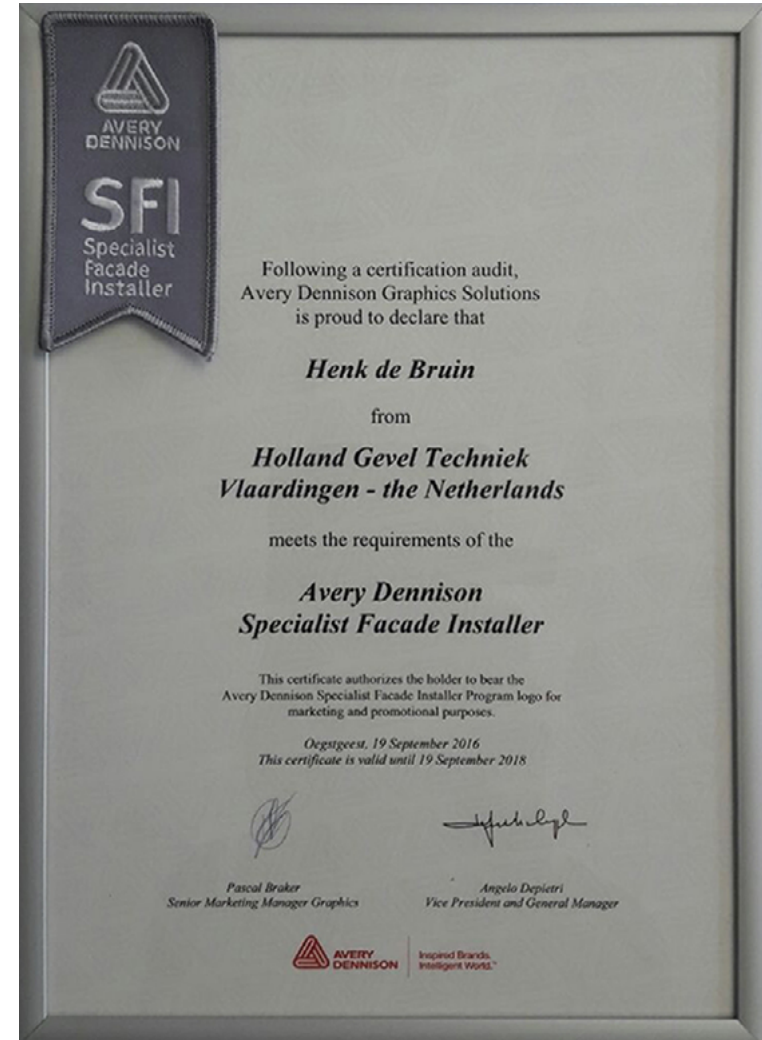 AVERY
DENNISON
SFI
Specialist
Facade
Installer
Following a certification audit,
Avery Dennison Graphics Solutions
is proud to declare that
Henk de Bruin
from
Holland Gevel Techniek
Vlaardingen - the Netherlands
meets the requirements of the
Avery Dennison
Specialist Facade Installer
This certificate authorizes the holder to bear the
Avery Dennison Specialist Facade Installer Program logo for
marketing and promotional purposes.
Oegstgeest, 19 September 2016
This certificate is valid until 19 September 2018
Pascal Braker
Senior Marketing Manager Graphics
Angelo Depietri
Vice President and General Manager
AVERY
DENNISON
Inspired Brands.
Intelligent World.™